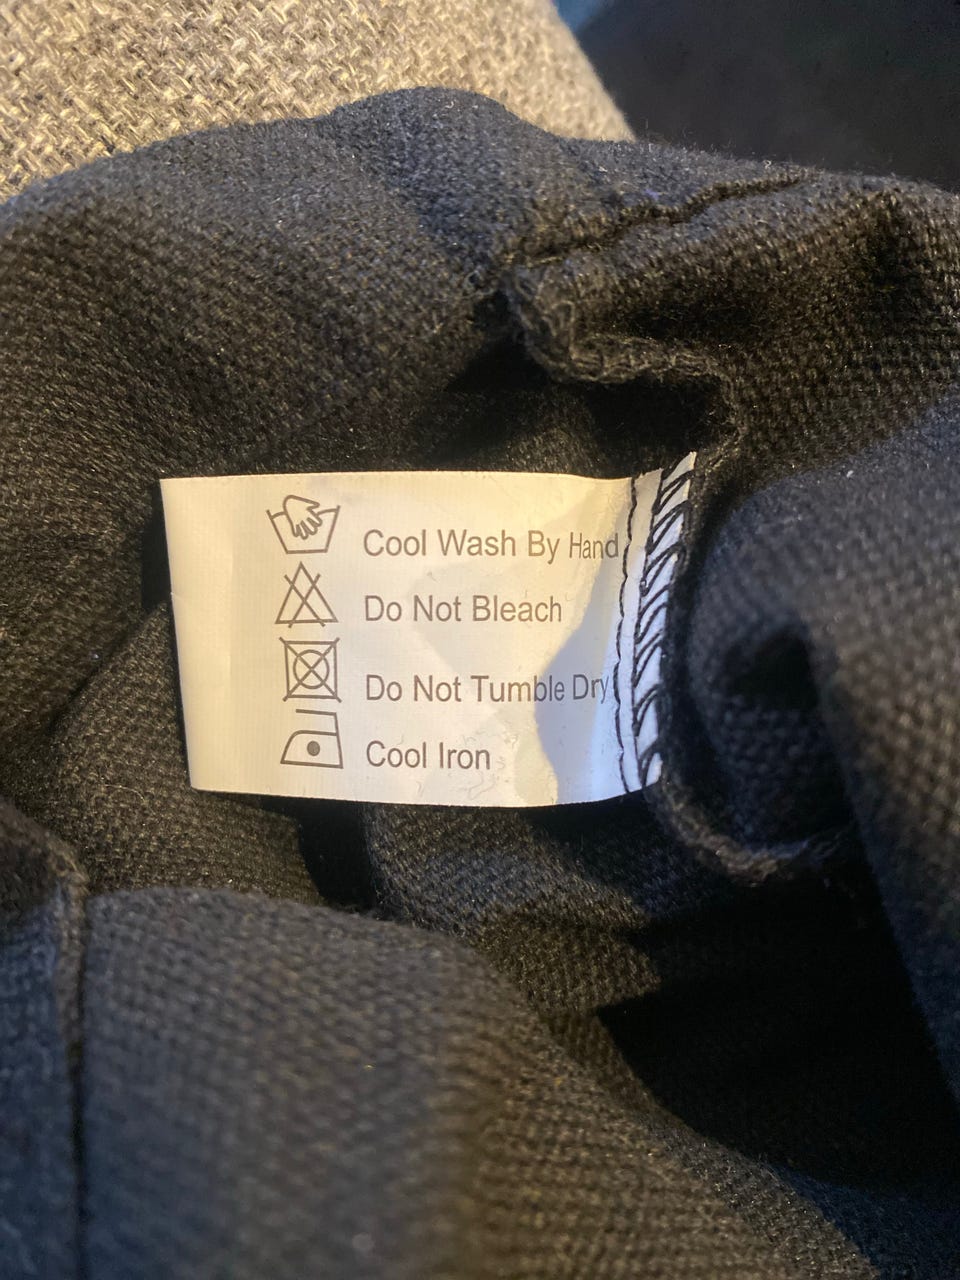 Cool Wash By Hand
Do Not Bleach
Do Not Tumble Dry
Cool Iron